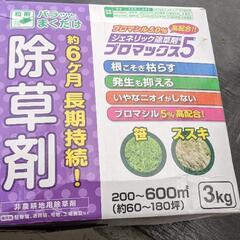 粒剤
パラッと
まくだけ
約6ヶ月 長期持続!
除草剤
非農耕地用除草剤
ブロマシル5.0% 高配合!!
ジェネリック除草剤
ブロマックス5
根こそぎ枯らす
発生も抑える
いやなニオイがしない
ブロマシル5%高配合!
笹
ススキ
200~600㎡
(約60~180坪)
3kg